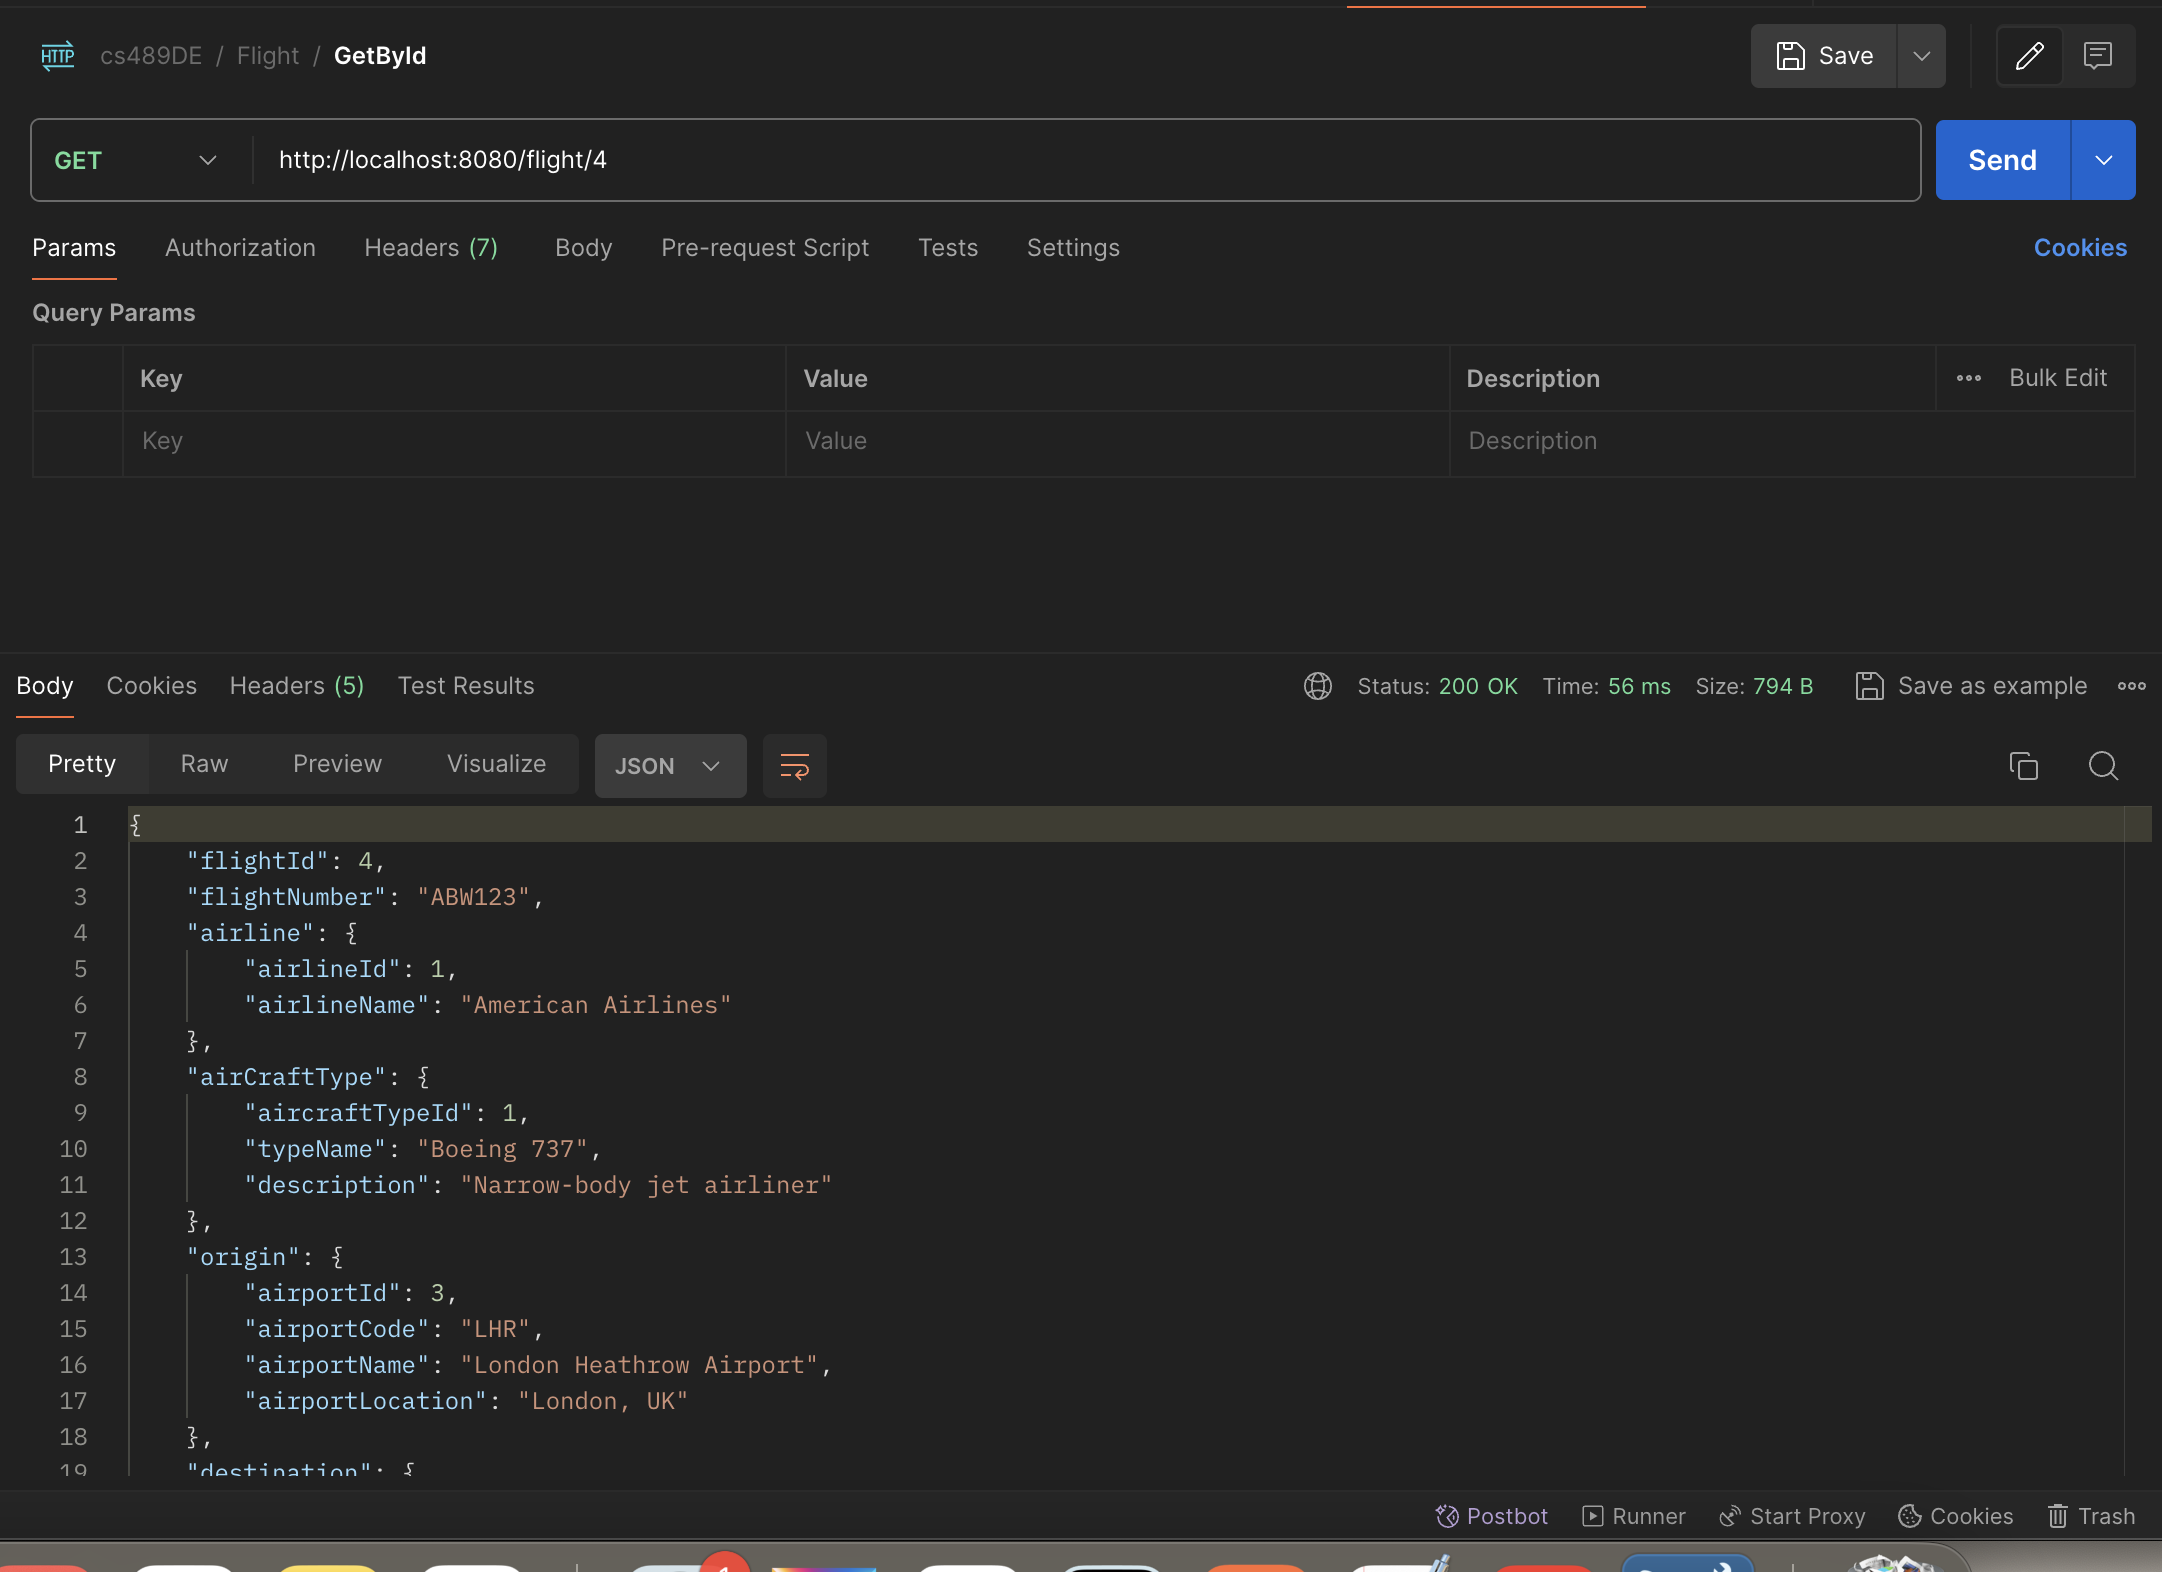 HTTP cs489DE / Flight / GetById Save
GET http://localhost:8080/flight/4 Send
Params Authorization Headers (7) Body Pre-request Script Tests Settings Cookies
Query Params
Key Value Description Bulk Edit
Key Value Description
Body Cookies Headers (5) Test Results Status: 200 OK Time: 56 ms Size: 794 B Save as example
Pretty Raw Preview Visualize JSON
1 {
2 "flightId": 4,
3 "flightNumber": "ABW123",
4 "airline": {
5 "airlineId": 1,
6 "airlineName": "American Airlines"
7 },
8 "airCraftType": {
9 "aircraftTypeId": 1,
10 "typeName": "Boeing 737",
11 "description": "Narrow-body jet airliner"
12 },
13 "origin": {
14 "airportId": 3,
15 "airportCode": "LHR",
16 "airportName": "London Heathrow Airport",
17 "airportLocation": "London, UK"
18 },
19 "destination": {
Postbot Runner Start Proxy Cookies Trash